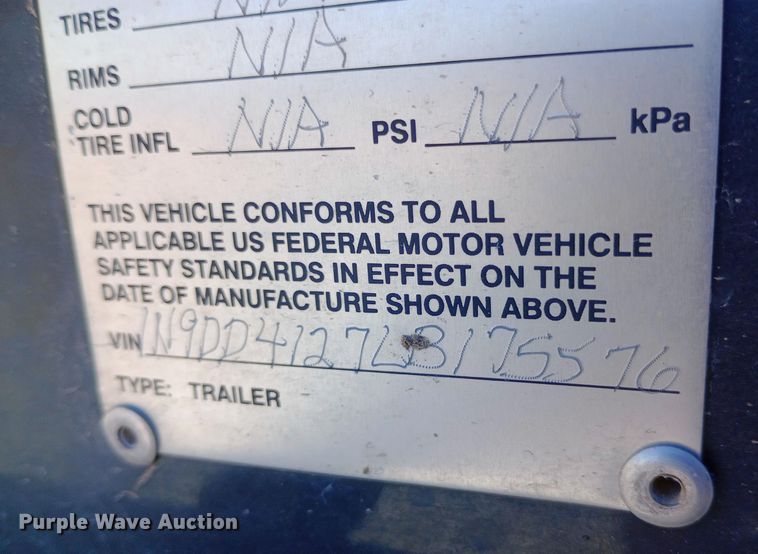 TIRES N/A
RIMS N/A
COLD
TIRE INFL N/A PSI N/A kPa
THIS VEHICLE CONFORMS TO ALL
APPLICABLE US FEDERAL MOTOR VEHICLE
SAFETY STANDARDS IN EFFECT ON THE
DATE OF MANUFACTURE SHOWN ABOVE.
VIN 1N9DD4127LB175576
TYPE: TRAILER
Purple Wave Auction